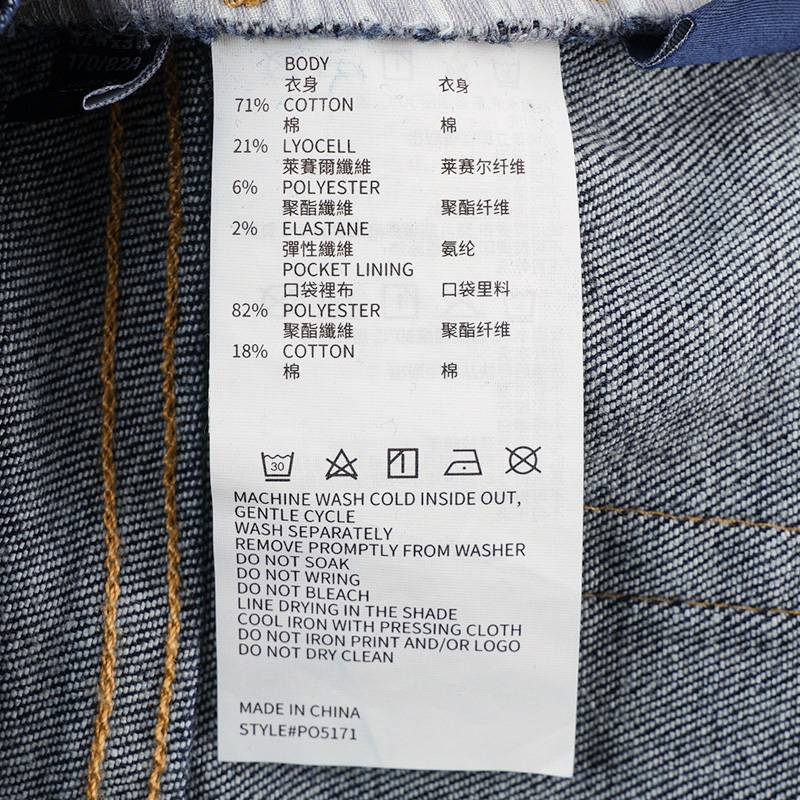 170/82A
BODY
衣身 衣身
71% COTTON
棉 棉
21% LYOCELL
萊賽爾纖維 莱赛尔纤维
6% POLYESTER
聚酯纖維 聚酯纤维
2% ELASTANE
彈性纖維 氨纶
POCKET LINING
口袋裡布 口袋里料
82% POLYESTER
聚酯纖維 聚酯纤维
18% COTTON
棉 棉
30
MACHINE WASH COLD INSIDE OUT,
GENTLE CYCLE
WASH SEPARATELY
REMOVE PROMPTLY FROM WASHER
DO NOT SOAK
DO NOT WRING
DO NOT BLEACH
LINE DRYING IN THE SHADE
COOL IRON WITH PRESSING CLOTH
DO NOT IRON PRINT AND/OR LOGO
DO NOT DRY CLEAN
MADE IN CHINA
STYLE#PO5171